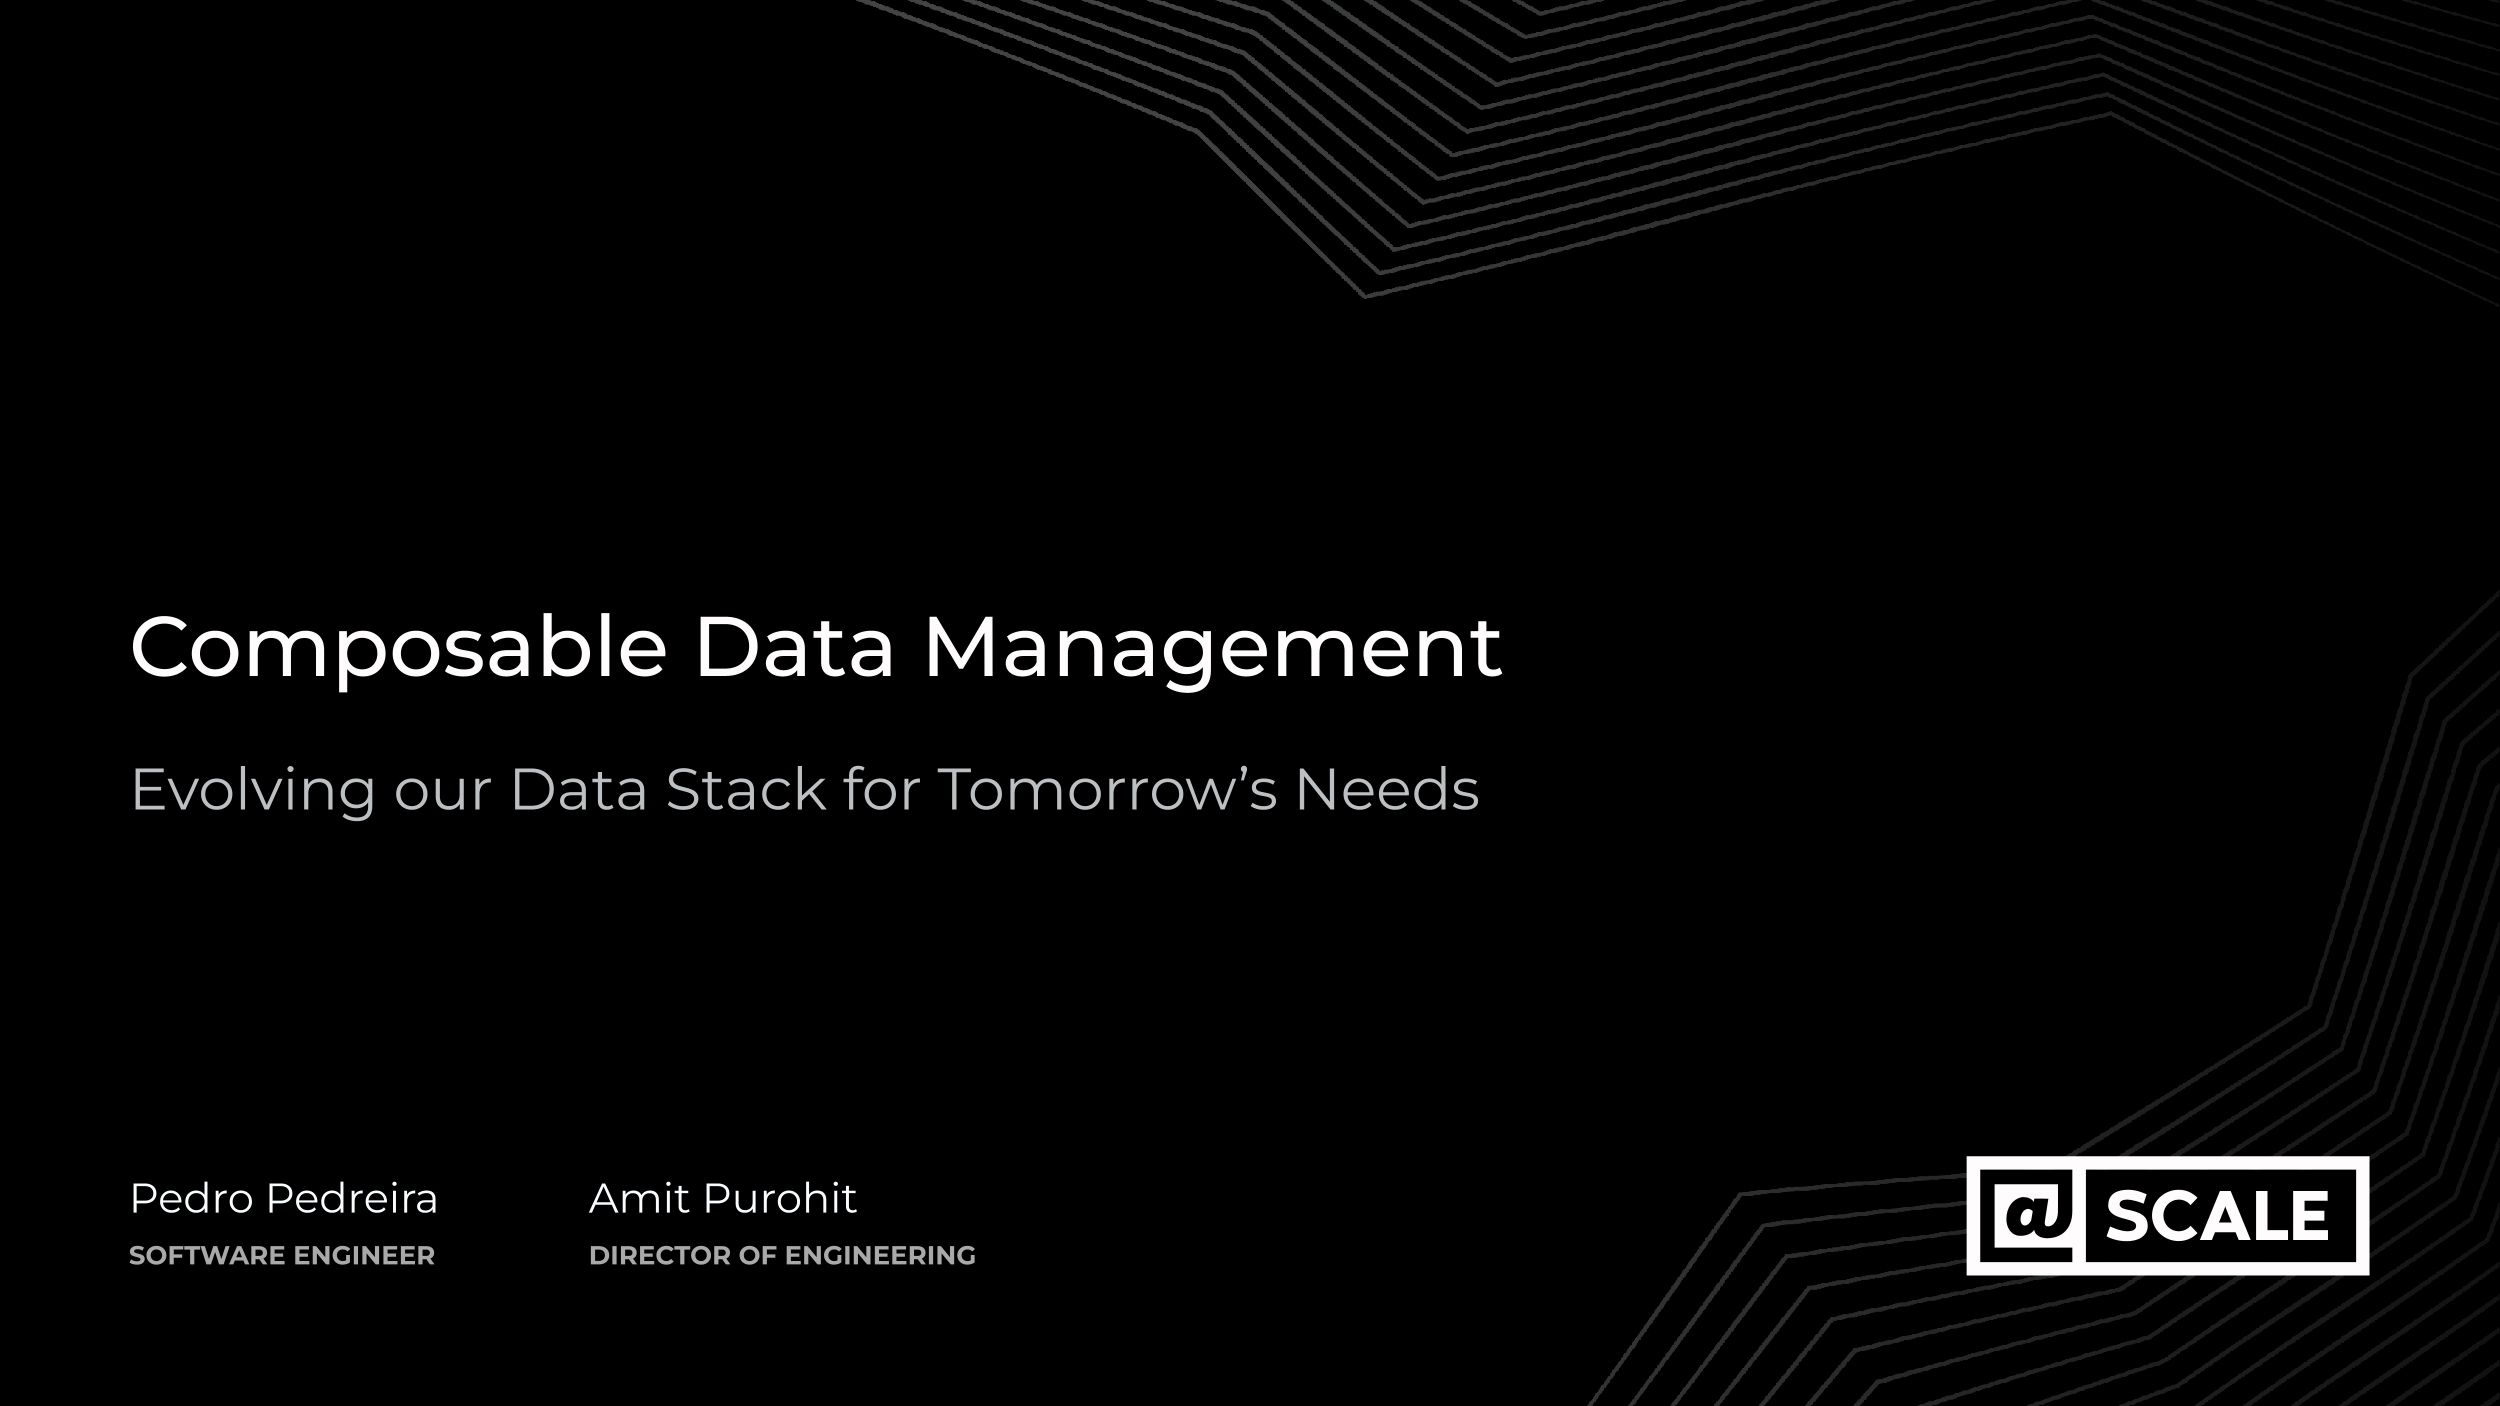 Composable Data Management
Evolving our Data Stack for Tomorrow’s Needs
Pedro Pedreira
SOFTWARE ENGINEER
Amit Purohit
DIRECTOR OF ENGINEERING
@ SCALE